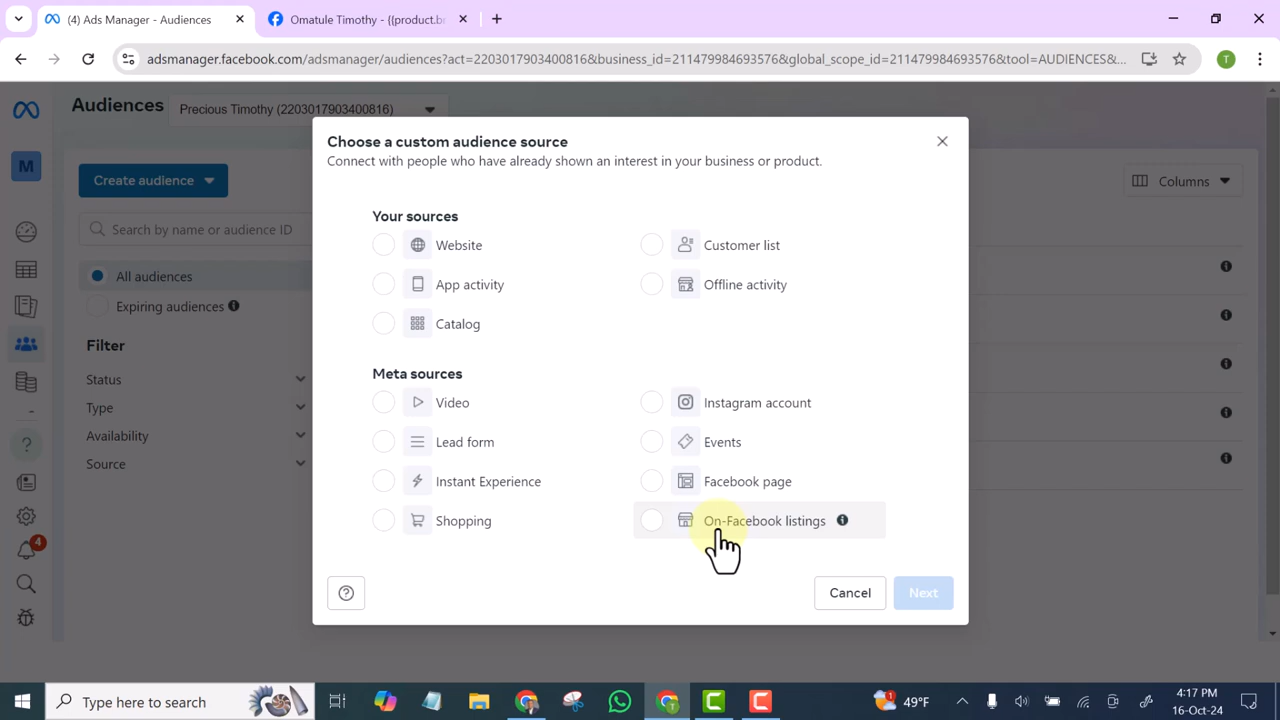 (4) Ads Manager - Audiences
Omatule Timothy - {{product.br
adsmanager.facebook.com/adsmanager/audiences?act=2203017903400816&business_id=2114799846935768&global_scope_id=2114799846935768&tool=AUDIENCES&...
T
Audiences
Precious Timothy (2203017903400816)
M
Create audience
Columns
Search by name or audience ID
All audiences
Expiring audiences
Filter
Status
Type
Availability
Source
4
Choose a custom audience source
Connect with people who have already shown an interest in your business or product.
Your sources
Website
Customer list
App activity
Offline activity
Catalog
Meta sources
Video
Instagram account
Lead form
Events
Instant Experience
Facebook page
Shopping
On-Facebook listings
Cancel
Next
Type here to search
1
49°F
4:17 PM
16-Oct-24